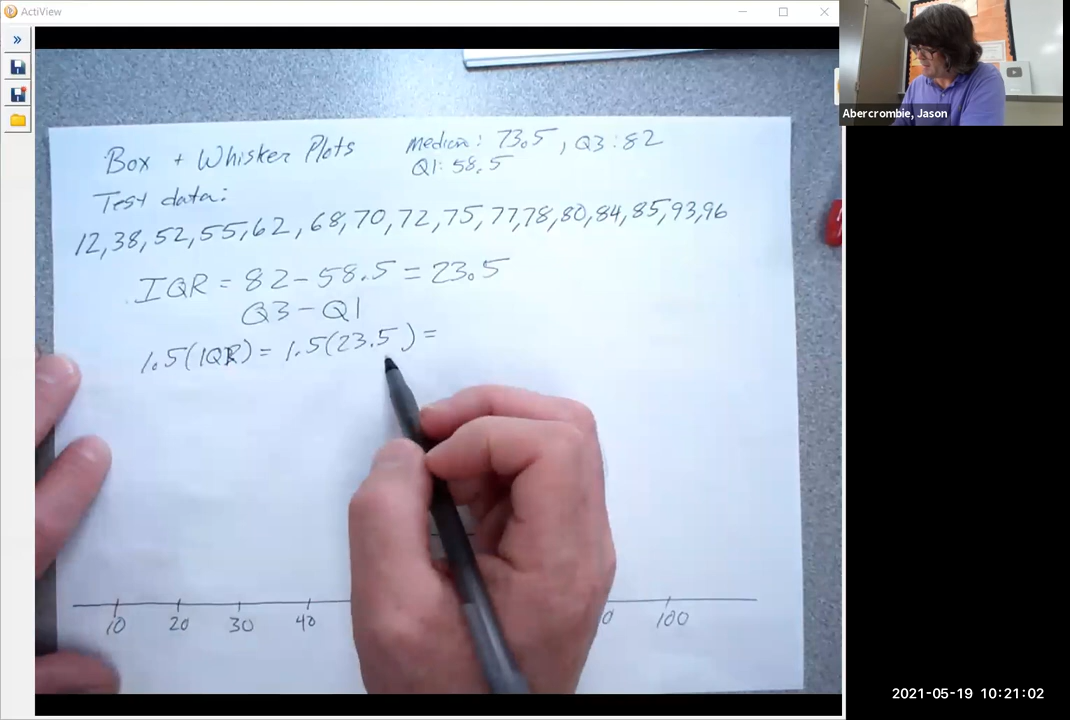 ActiView
Abercrombie, Jason
Box + Whisker Plots
Median: 73.5, Q3: 82
Q1: 58.5
Test data:
12, 38, 52, 55, 62, 68, 70, 72, 75, 77, 78, 80, 84, 85, 93, 96
IQR = 82 - 58.5 = 23.5
Q3 - Q1
1.5(IQR) = 1.5(23.5) =
10 20 30 40 0 100
2021-05-19 10:21:02